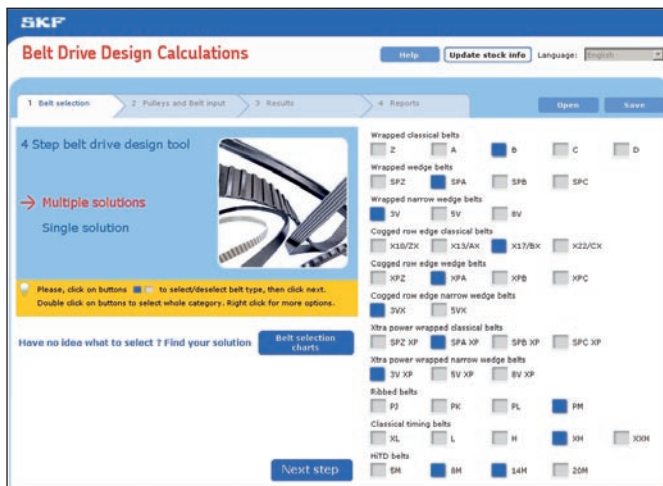 SKF
Belt Drive Design Calculations
Help
Update stock info
Language:
English
1 Belt selection
2 Pulleys and Belt input
3 Results
4 Reports
Open
Save
4 Step belt drive design tool
Multiple solutions
Single solution
Please, click on buttons to select/deselect belt type, then click next.
Double click on buttons to select whole category. Right click for more options.
Have no idea what to select ? Find your solution
Belt selection
charts
Next step
Wrapped classical belts
Z A B C D
Wrapped wedge belts
SPZ SPA SPB SPC
Wrapped narrow wedge belts
3V 5V 8V
Cogged row edge classical belts
X10/ZX X13/AX X17/BX X22/CX
Cogged row edge wedge belts
XPZ XPA XPB XPC
Cogged row edge narrow wedge belts
3VX 5VX
Xtra power wrapped classical belts
SPZ XP SPA XP SPB XP SPC XP
Xtra power wrapped narrow wedge belts
3V XP 5V XP 8V XP
Ribbed belts
PJ PK PL PM
Classical timing belts
XL L H XH XXH
HiTD belts
5M 8M 14M 20M